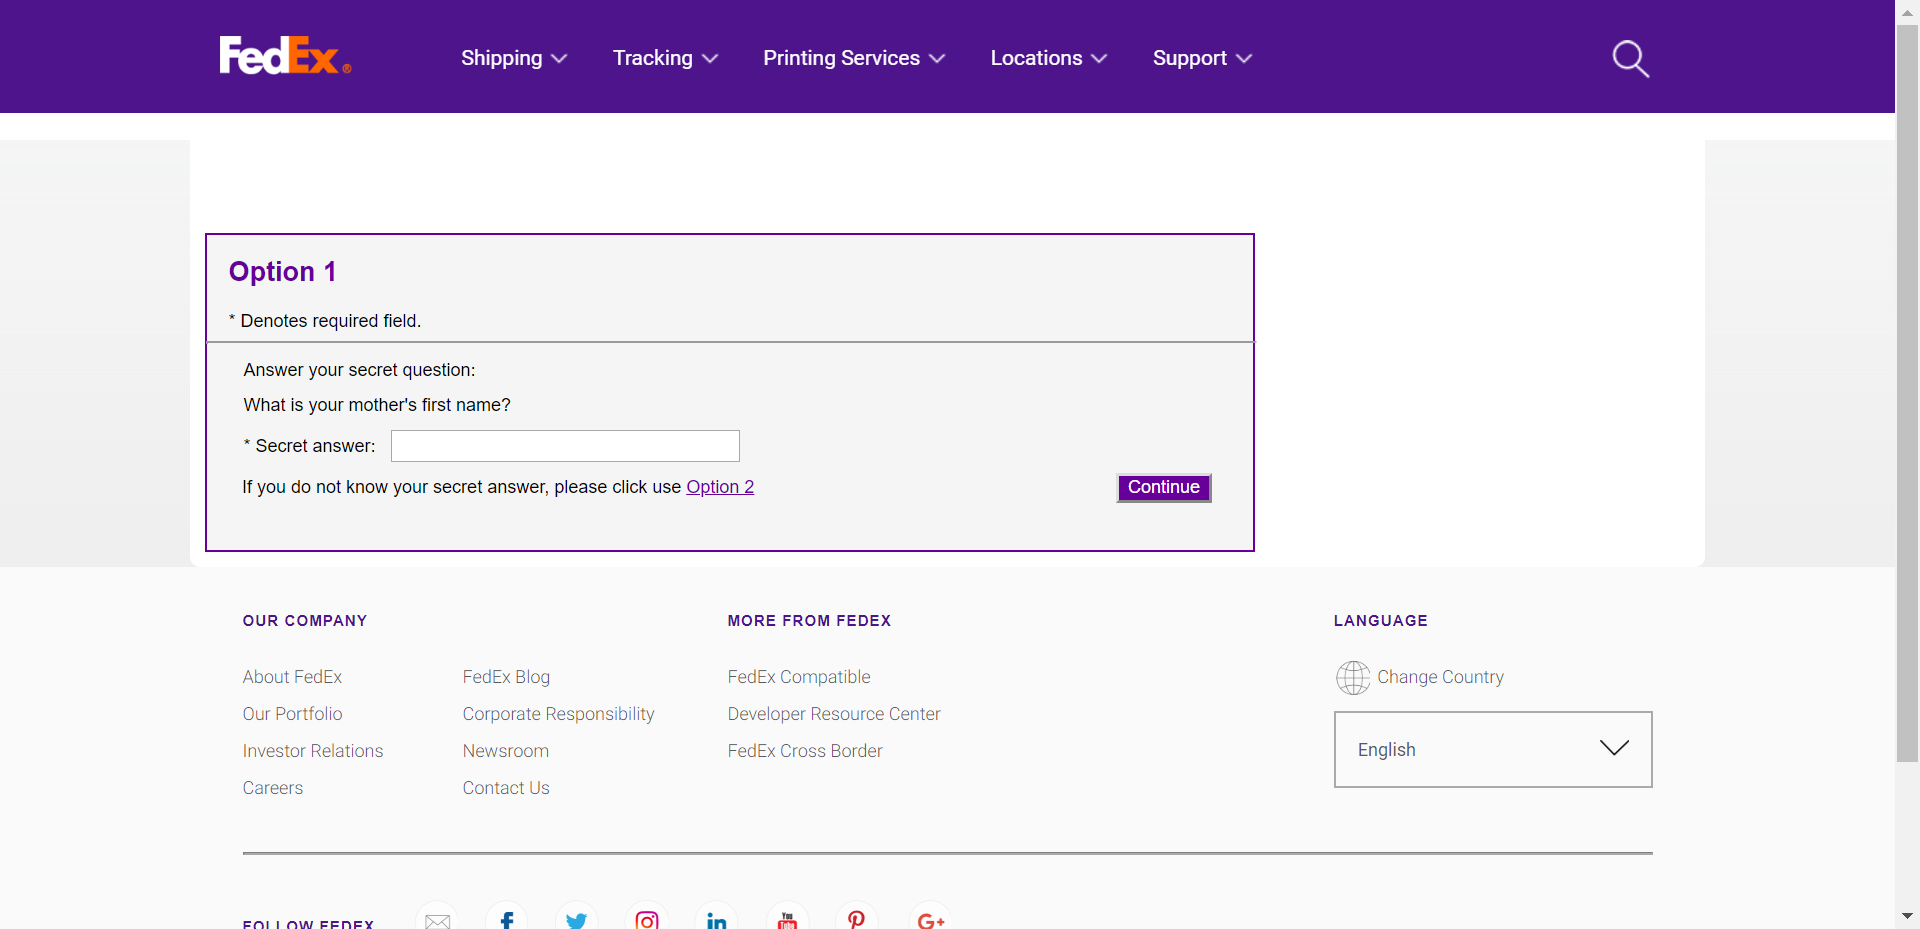 FedEx®
Shipping
Tracking
Printing Services
Locations
Support
Option 1
* Denotes required field.
Answer your secret question:
What is your mother's first name?
* Secret answer:
If you do not know your secret answer, please click use Option 2
Continue
OUR COMPANY
About FedEx
Our Portfolio
Investor Relations
Careers
FedEx Blog
Corporate Responsibility
Newsroom
Contact Us
MORE FROM FEDEX
FedEx Compatible
Developer Resource Center
FedEx Cross Border
LANGUAGE
Change Country
English
FOLLOW FEDEX
f
in
You
Tube
G+